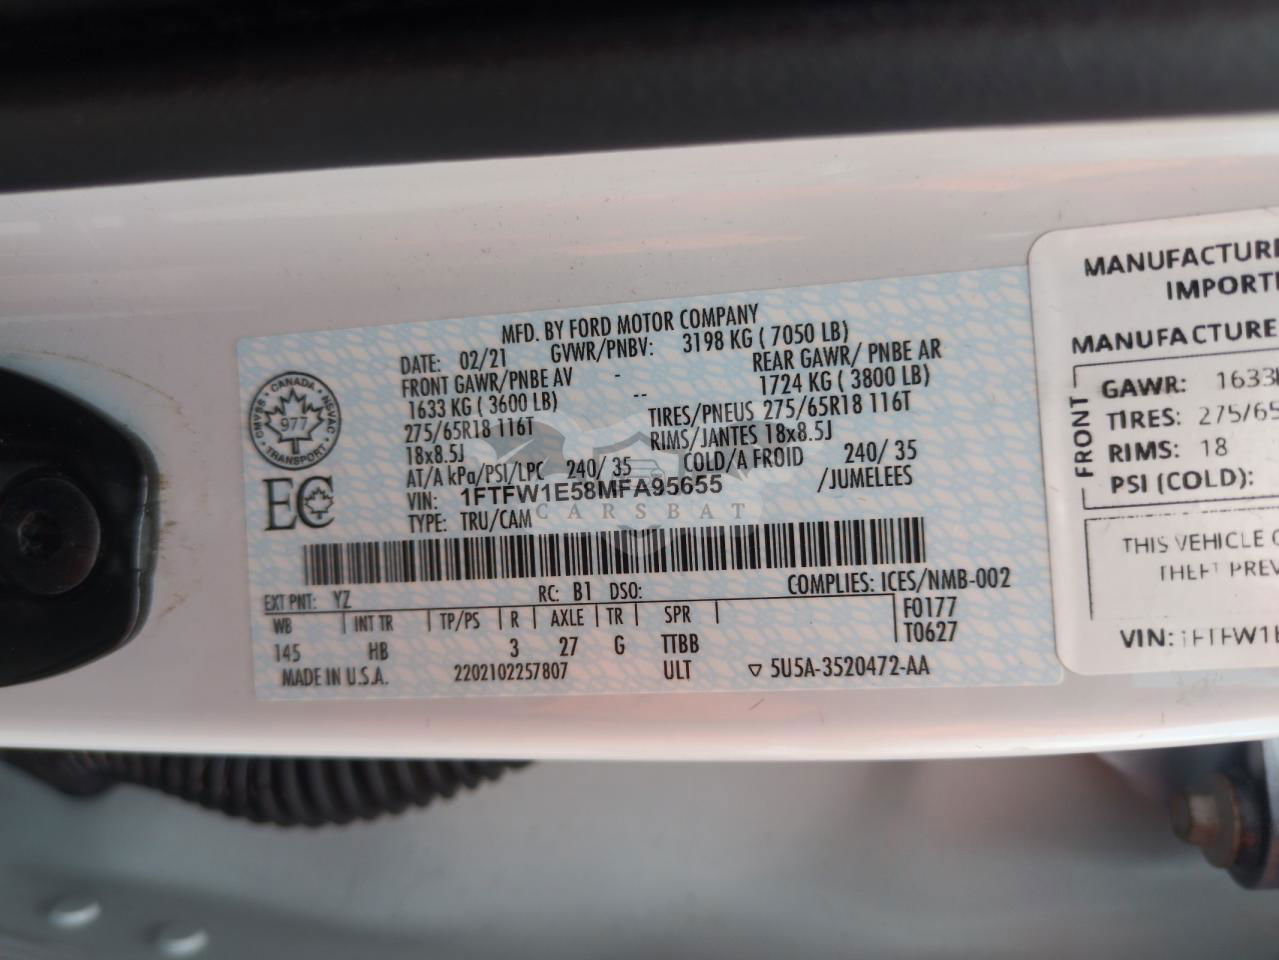 MFD. BY FORD MOTOR COMPANY
DATE: 02/21 GVWR/PNBV: 3198 KG ( 7050 LB)
FRONT GAWR/PNBE AV - REAR GAWR/ PNBE AR
1633 KG ( 3600 LB) -- 1724 KG ( 3800 LB)
275/65R18 116T TIRES/PNEUS 275/65R18 116T
18x8.5J RIMS/JANTES 18x8.5J
AT/A kPa/PSI/LPC 240/ 35 COLD/A FROID 240/ 35
VIN: 1FTFW1E58MFA95655 /JUMELEES
TYPE: TRU/CAM
CANADA
CMVSS NSVAC
977
TRANSPORT
EC
CARSBAT
COMPLIES: ICES/NMB-002
EXT PNT: YZ RC: B1 DSO:
WB INT TR TP/PS R AXLE TR SPR F0177
145 HB 3 27 G TTBB T0627
MADE IN U.S.A. 2202102257807 ULT ▽ 5U5A-3520472-AA
MANUFACTURE
FRONT
GAWR: 1633
TIRES: 275/65
RIMS: 18
PSI (COLD):
THIS VEHICLE
VIN: 1FTFW1